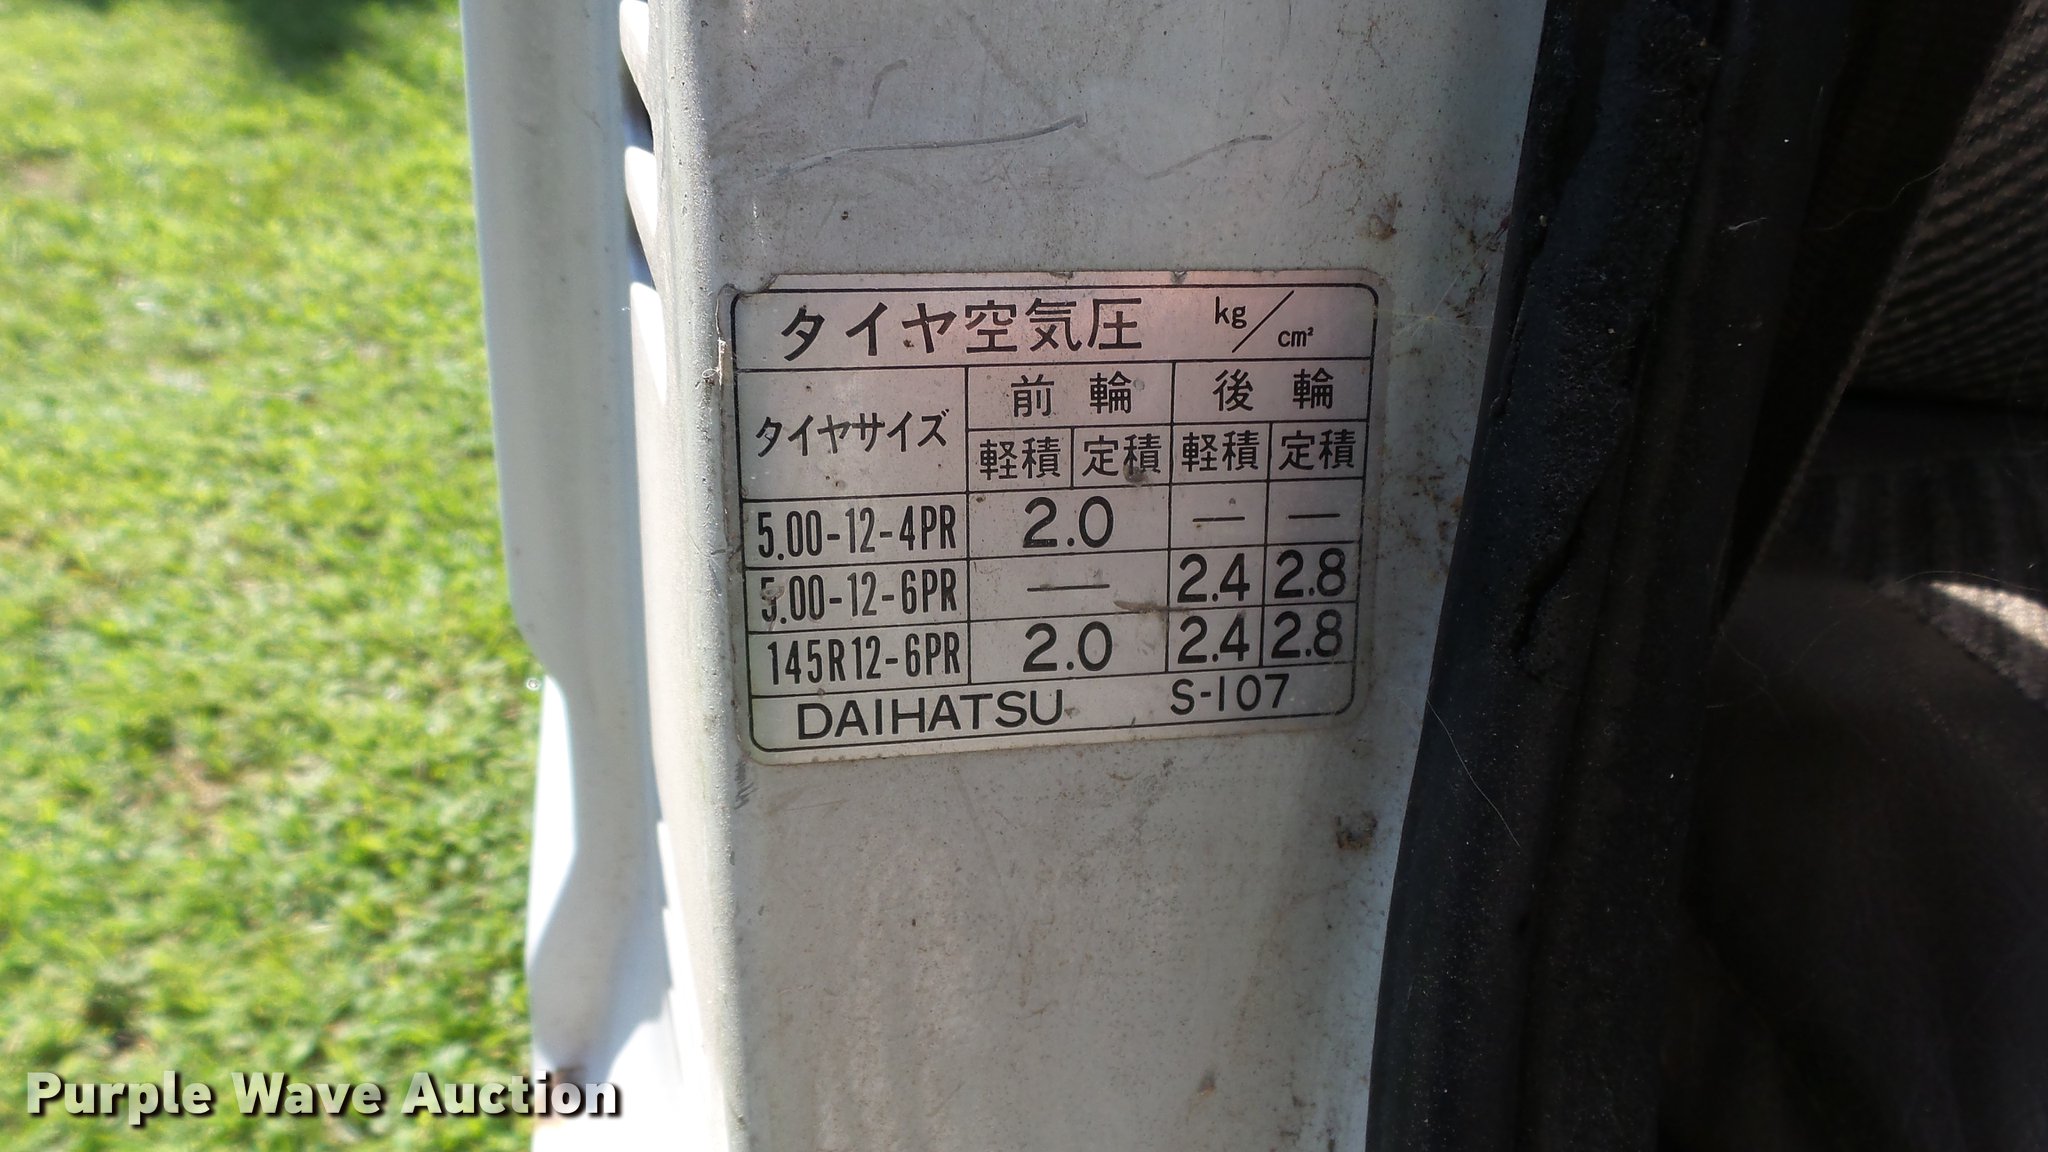 タイヤ空気圧 kg/cm²
タイヤサイズ 前輪 後輪
軽積 定積 軽積 定積
5.00-12-4PR 2.0 — —
5.00-12-6PR — 2.4 2.8
145R12-6PR 2.0 2.4 2.8
DAIHATSU S-107
Purple Wave Auction